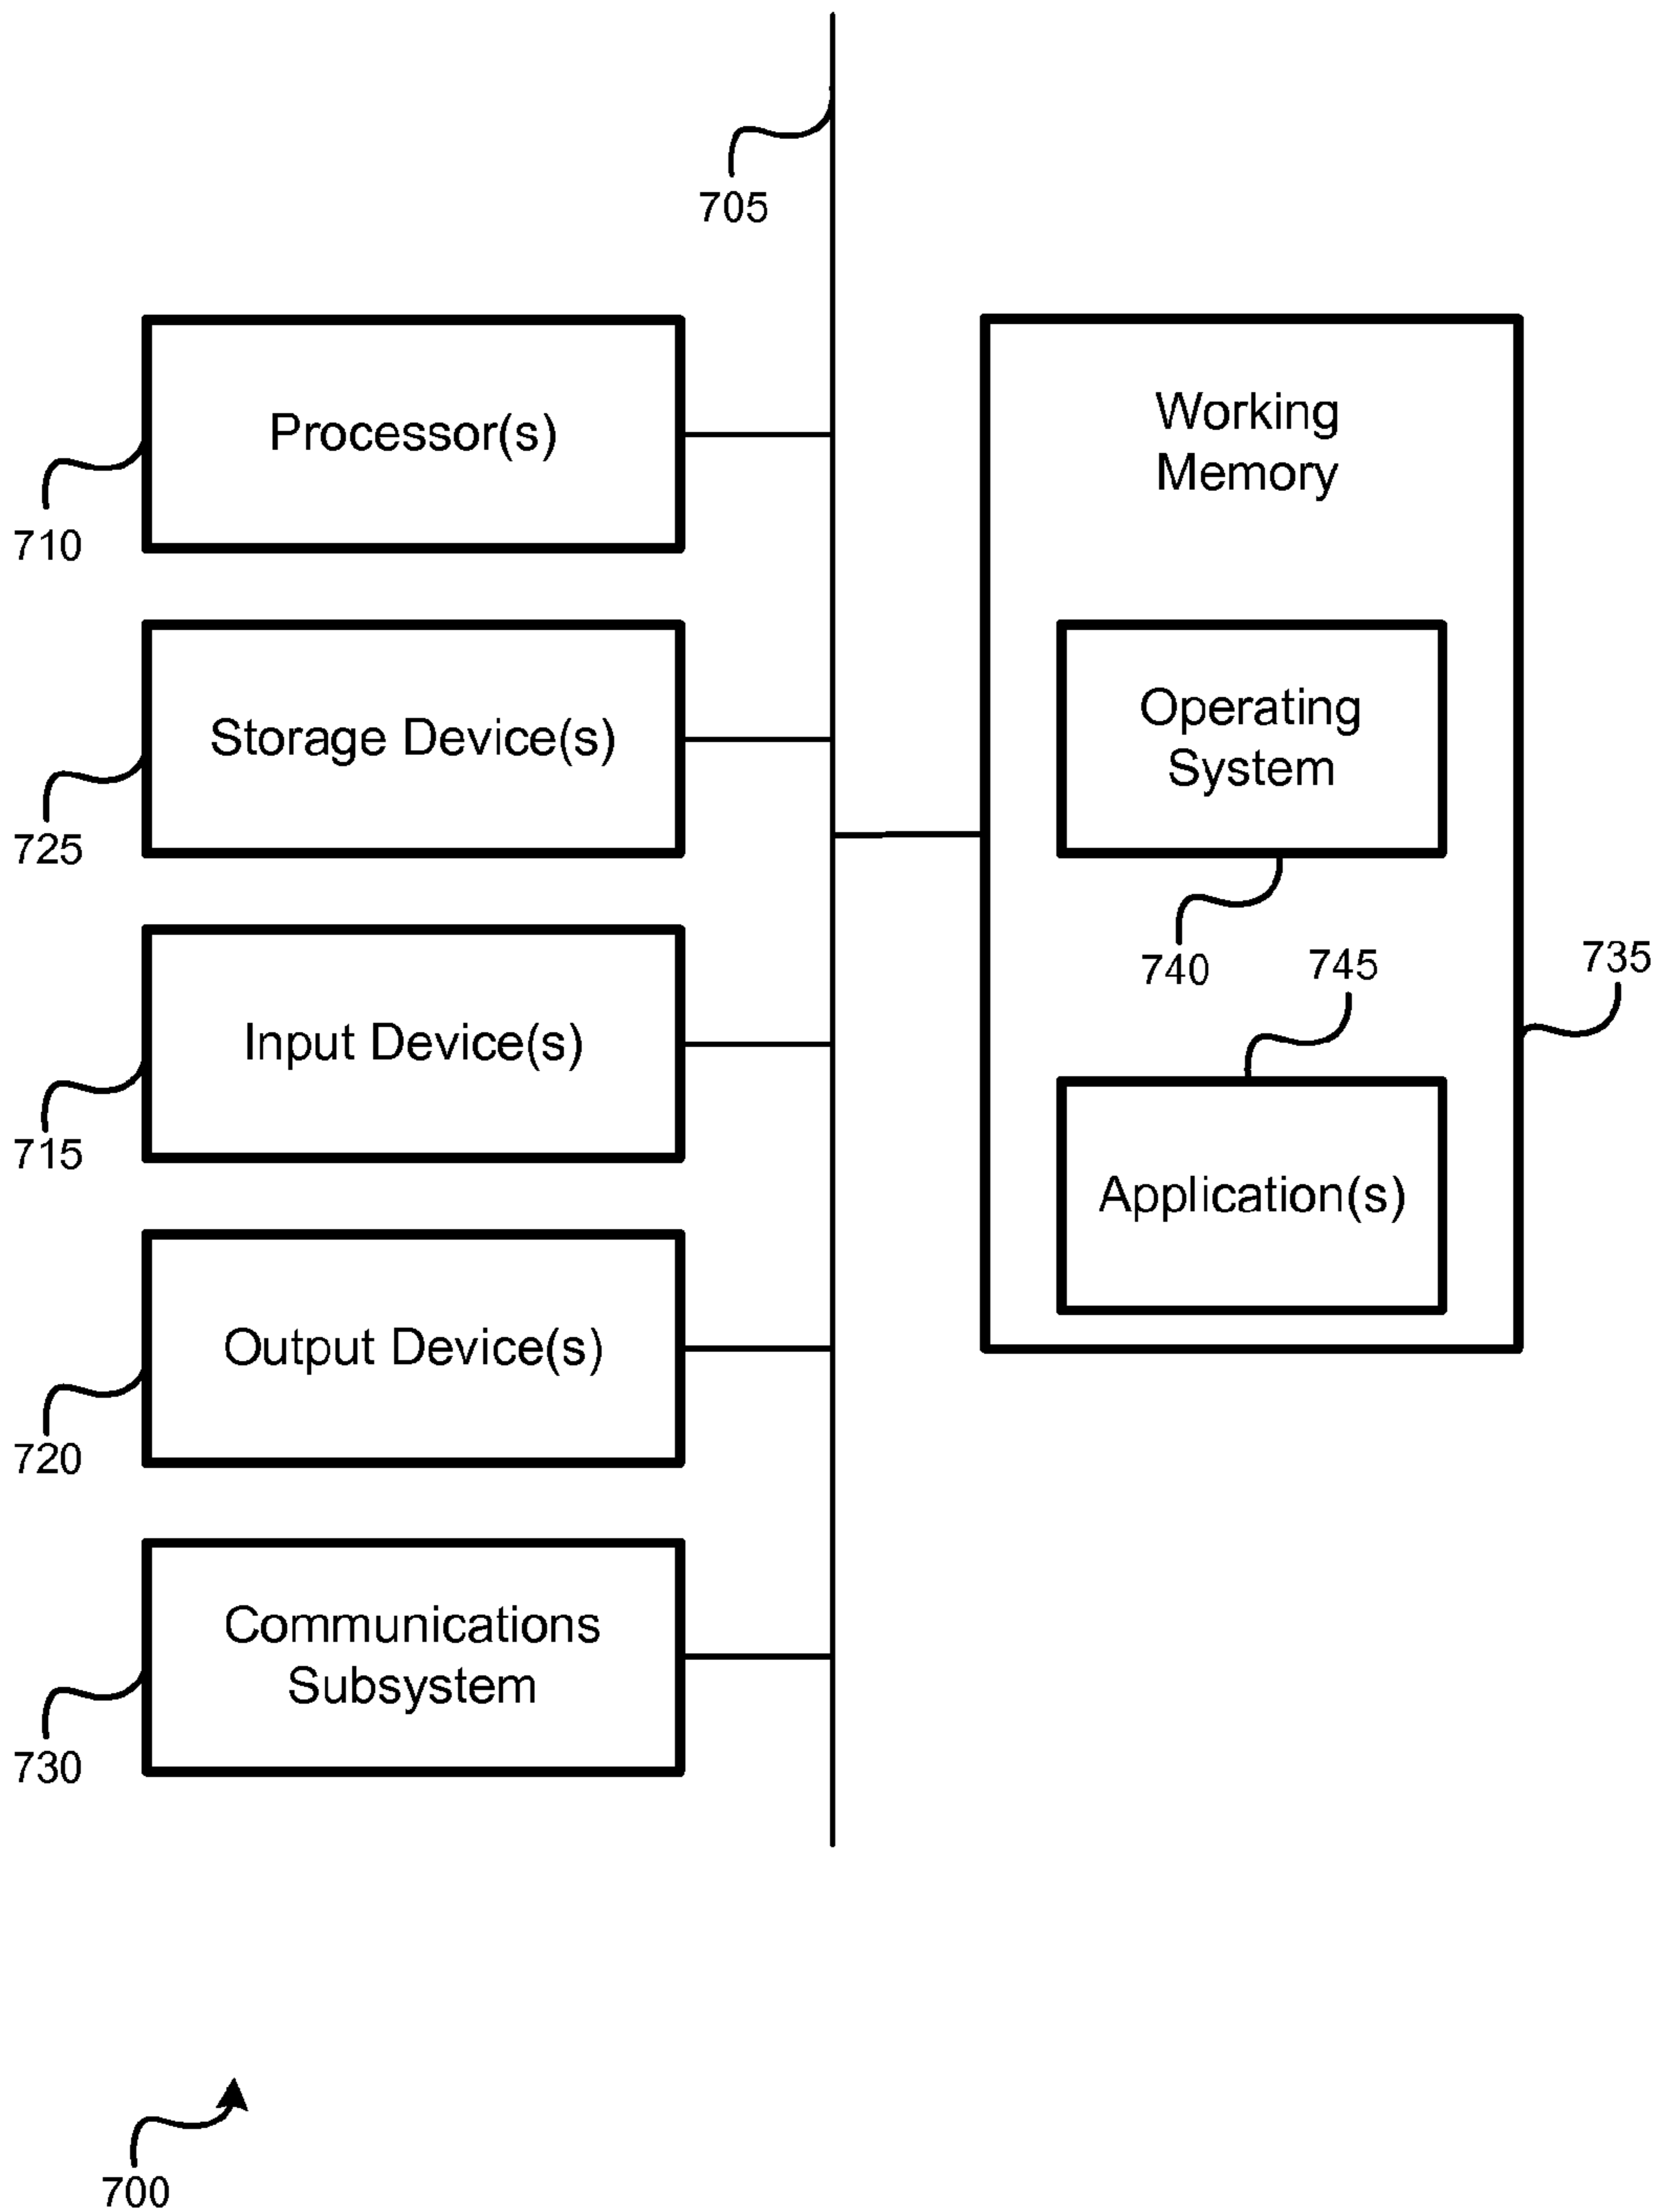 705
Processor(s)
710
Storage Device(s)
725
Input Device(s)
715
Output Device(s)
720
Communications
Subsystem
730
Working
Memory
Operating
System
740
745
735
Application(s)
700